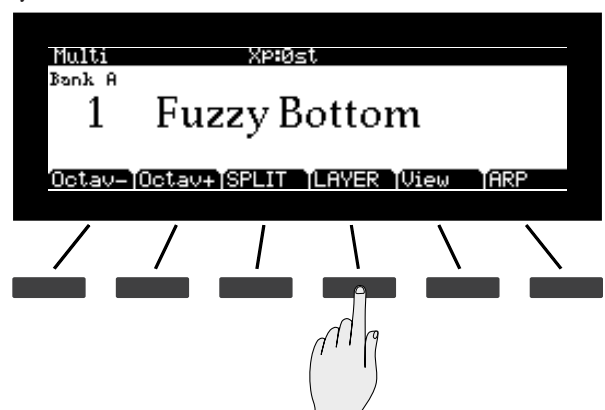 Multi Xp:0st
Bank A
1 Fuzzy Bottom
Octav- Octav+ SPLIT LAYER View ARP